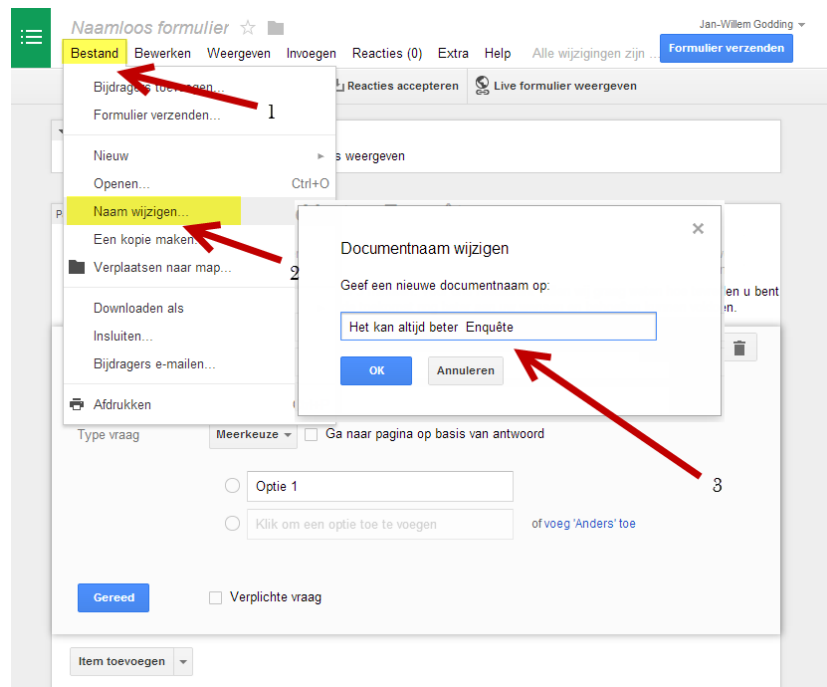 Naamloos formulier
Jan-Willem Godding
Bestand Bewerken Weergeven Invoegen Reacties (0) Extra Help Alle wijzigingen zijn ...
Formulier verzenden
Bijdragers toevoegen...
Reacties accepteren
Live formulier weergeven
1
Formulier verzenden...
Nieuw
s weergeven
Openen... Ctrl+O
Naam wijzigen...
Een kopie maken
2
Verplaatsen naar map...
Documentnaam wijzigen
Geef een nieuwe documentnaam op:
en u bent
en.
Downloaden als
Het kan altijd beter Enquête
Insluiten...
Bijdragers e-mailen...
OK Annuleren
Afdrukken
Type vraag Meerkeuze Ga naar pagina op basis van antwoord
3
Optie 1
Klik om een optie toe te voegen of voeg 'Anders' toe
Gereed Verplichte vraag
Item toevoegen